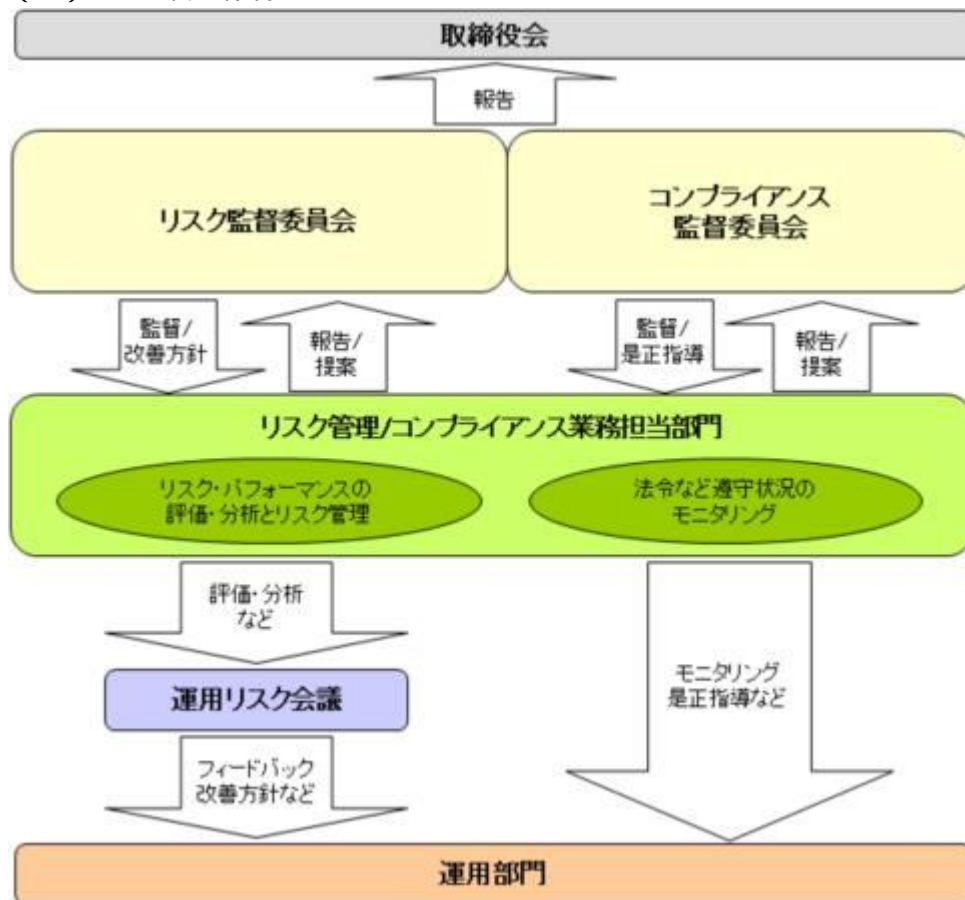 取締役会
報告
リスク監督委員会
コンプライアンス
監督委員会
監督/
改善方針
報告/
提案
監督/
是正指導
報告/
提案
リスク管理/コンプライアンス業務担当部門
リスク・パフォーマンスの
評価・分析とリスク管理
法令など遵守状況の
モニタリング
評価・分析
など
運用リスク会議
モニタリング
是正指導など
フィードバック
改善方針など
運用部門